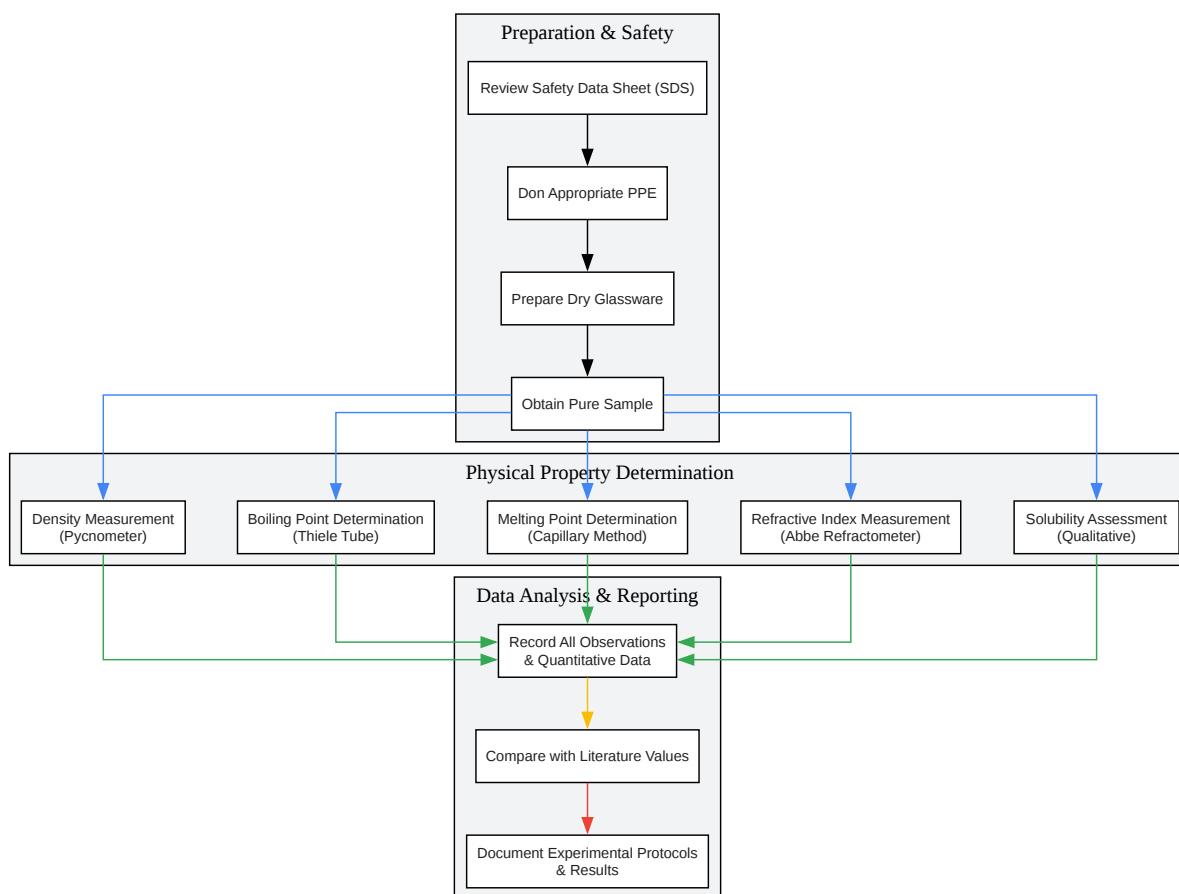 Preparation & Safety
Review Safety Data Sheet (SDS)
Don Appropriate PPE
Prepare Dry Glassware
Obtain Pure Sample
Physical Property Determination
Density Measurement
(Pycnometer)
Boiling Point Determination
(Thiele Tube)
Melting Point Determination
(Capillary Method)
Refractive Index Measurement
(Abbe Refractometer)
Solubility Assessment
(Qualitative)
Data Analysis & Reporting
Record All Observations
& Quantitative Data
Compare with Literature Values
Document Experimental Protocols
& Results